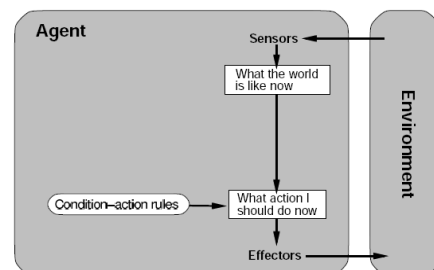 Agent
Sensors
What the world
is like now
Environment
Condition–action rules
What action I
should do now
Effectors